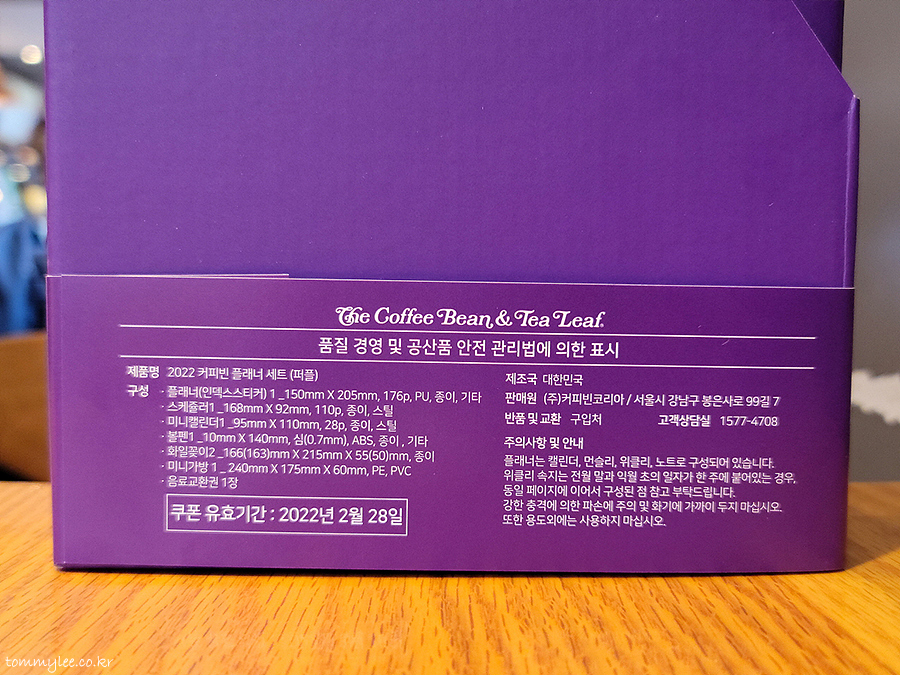 The Coffee Bean & Tea Leaf®
품질 경영 및 공산품 안전 관리법에 의한 표시
제품명 2022 커피빈 플래너 세트 (퍼플)
구성 · 플래너(인덱스스티커) 1 _150mm X 205mm, 176p, PU, 종이, 기타
· 스케쥴러1 _168mm X 92mm, 110p, 종이, 스틸
· 미니캘린더1 _95mm X 110mm, 28p, 종이, 스틸
· 볼펜1 _10mm X 140mm, 심(0.7mm), ABS, 종이 , 기타
· 화일꽂이2 _166(163)mm X 215mm X 55(50)mm, 종이
· 미니가방 1 _ 240mm X 175mm X 60mm, PE, PVC
· 음료교환권 1장
쿠폰 유효기간 : 2022년 2월 28일
제조국 대한민국
판매원 (주)커피빈코리아 / 서울시 강남구 봉은사로 99길 7
반품 및 교환 구입처 고객상담실 1577-4708
주의사항 및 안내
플래너는 캘린더, 먼슬리, 위클리, 노트로 구성되어 있습니다.
위클리 속지는 전월 말과 익월 초의 일자가 한 주에 붙어있는 경우,
동일 페이지에 이어서 구성된 점 참고 부탁드립니다.
강한 충격에 의한 파손에 주의 및 화기에 가까이 두지 마십시오.
또한 용도외에는 사용하지 마십시오.
tommylee.co.kr